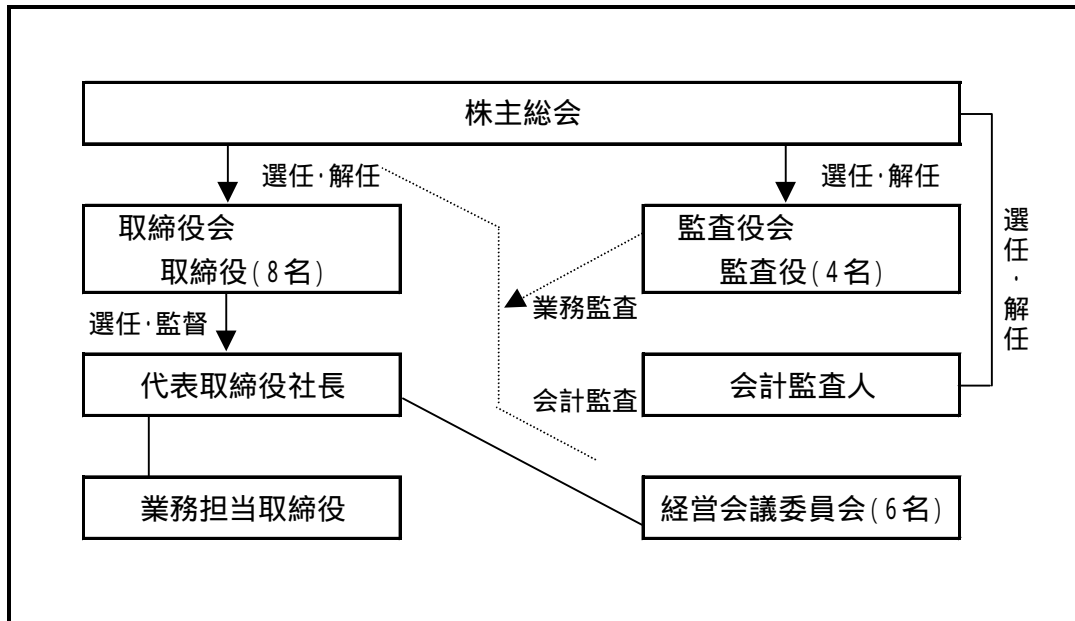 株主総会
選任・解任
選任・解任
取締役会
取締役(8名)
監査役会
監査役(4名)
選任・解任
業務監査
選任・監督
代表取締役社長
会計監査
会計監査人
業務担当取締役
経営会議委員会(6名)